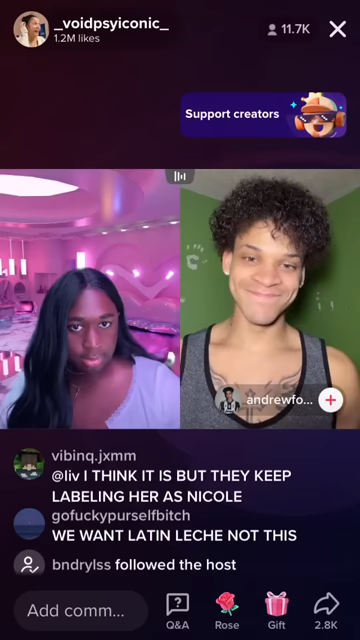 _voidpsyiconic_
1.2M likes
11.7K
Support creators
andrewfo...
vibinq.jxmm
@liv I THINK IT IS BUT THEY KEEP
LABELING HER AS NICOLE
gofuckypurselfbitch
WE WANT LATIN LECHE NOT THIS
bndrylss followed the host
Add comm...
Q&A
Rose
Gift
2.8K